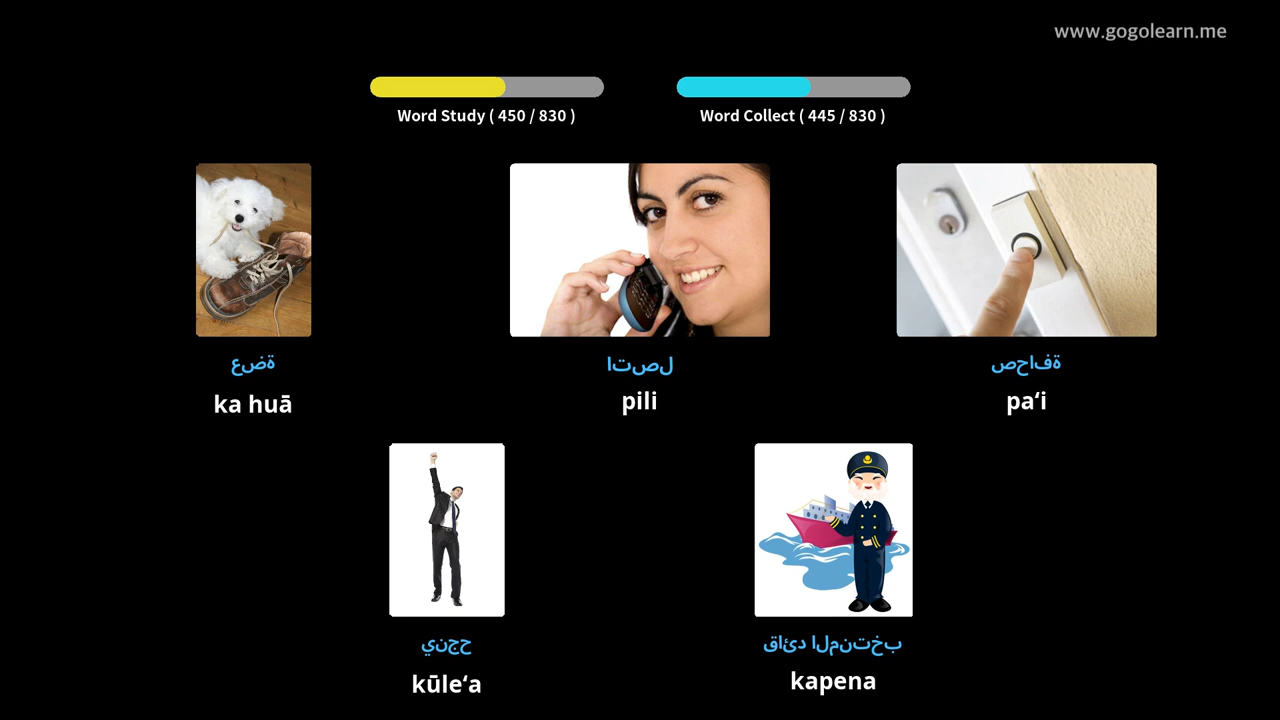 www.gogolearn.me
Word Study ( 450 / 830 )
Word Collect ( 445 / 830 )
عضة
ka huā
اتصل
pili
صحافة
paʻi
ينجح
kūleʻa
قائد المنتخب
kapena